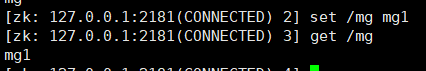 [zk: 127.0.0.1:2181(CONNECTED) 2] set /mg mg1
[zk: 127.0.0.1:2181(CONNECTED) 3] get /mg
mg1